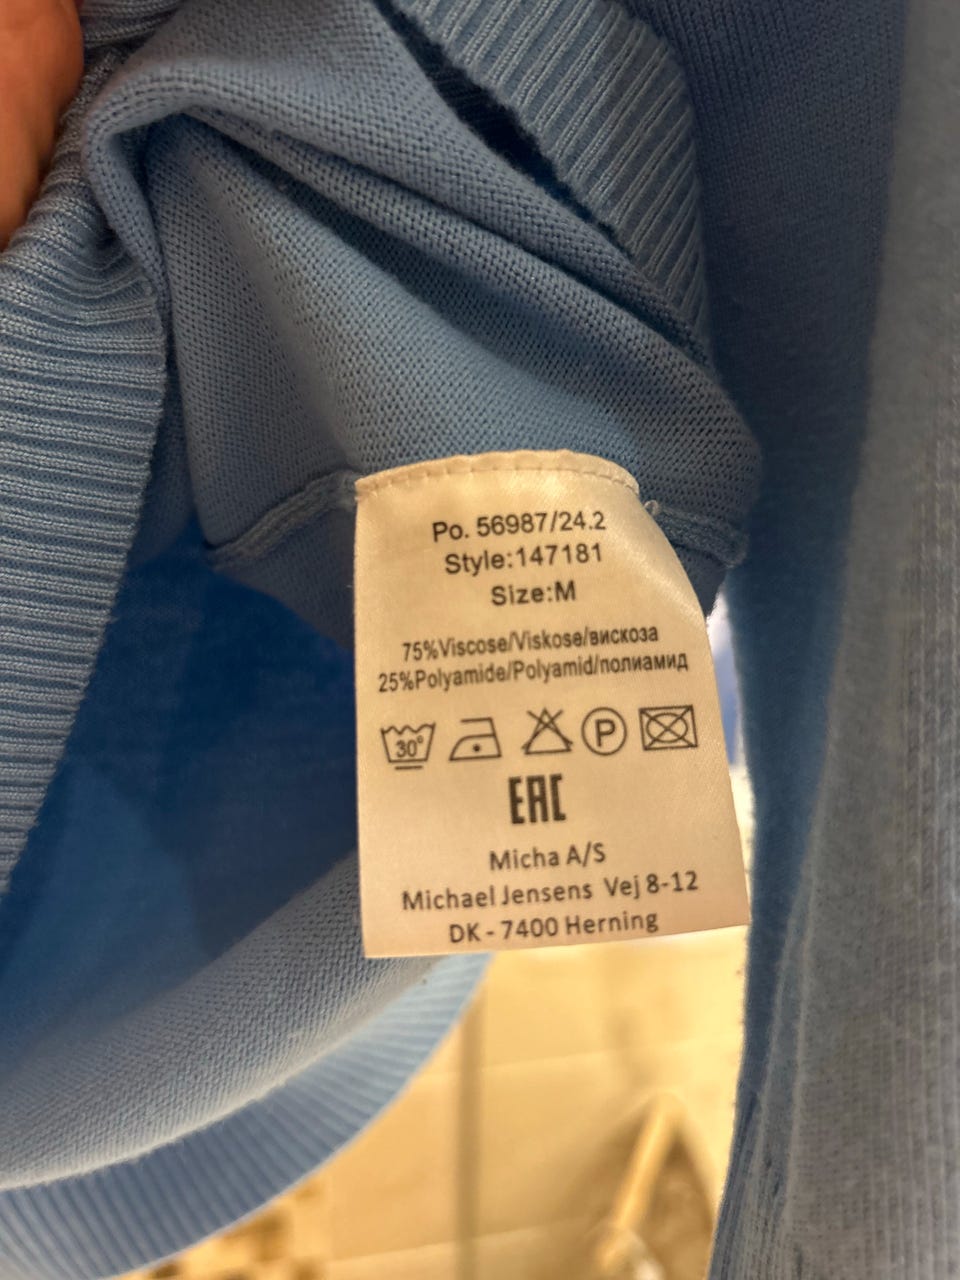 Po. 56987/24.2
Style:147181
Size:M
75%Viscose/Viskose/вискоза
25%Polyamide/Polyamid/полиамид
30° P
EAC
Micha A/S
Michael Jensens Vej 8-12
DK - 7400 Herning